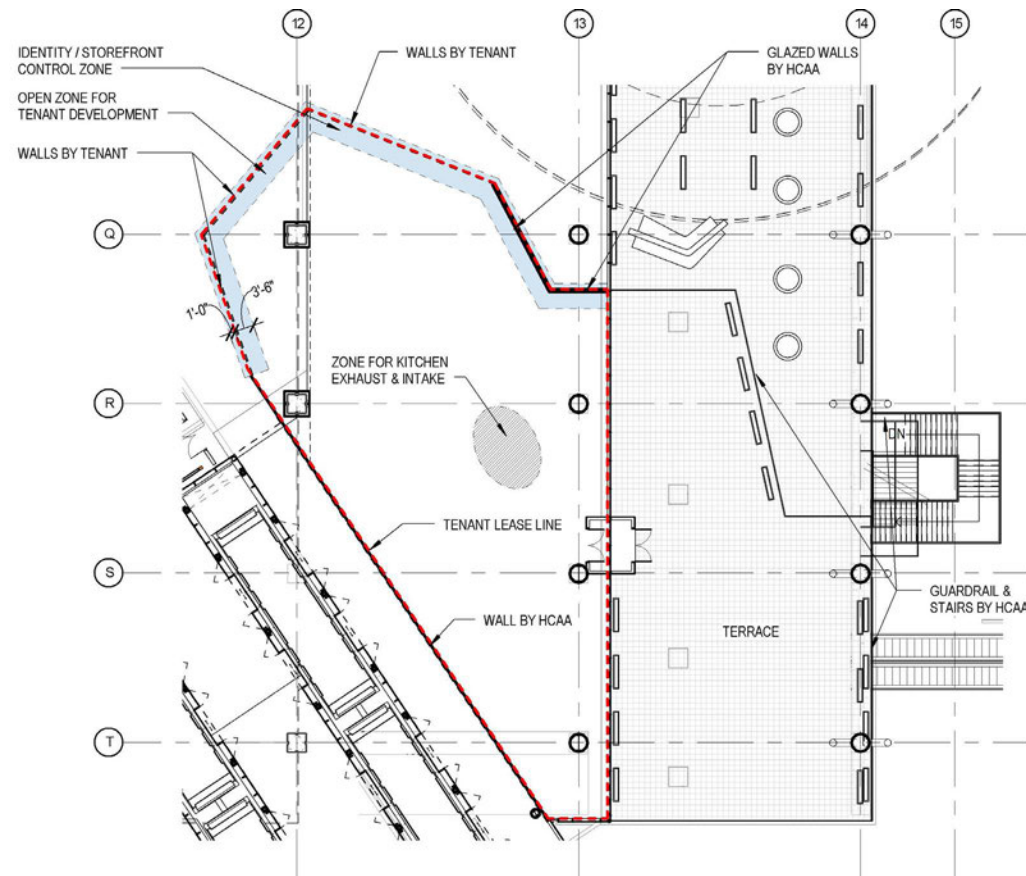 12
13
14
15
IDENTITY / STOREFRONT
CONTROL ZONE
WALLS BY TENANT
GLAZED WALLS
BY HCAA
OPEN ZONE FOR
TENANT DEVELOPMENT
WALLS BY TENANT
Q
1'-0"
3'-6"
ZONE FOR KITCHEN
EXHAUST & INTAKE
R
DN
TENANT LEASE LINE
S
GUARDRAIL &
STAIRS BY HCAA
WALL BY HCAA
TERRACE
T